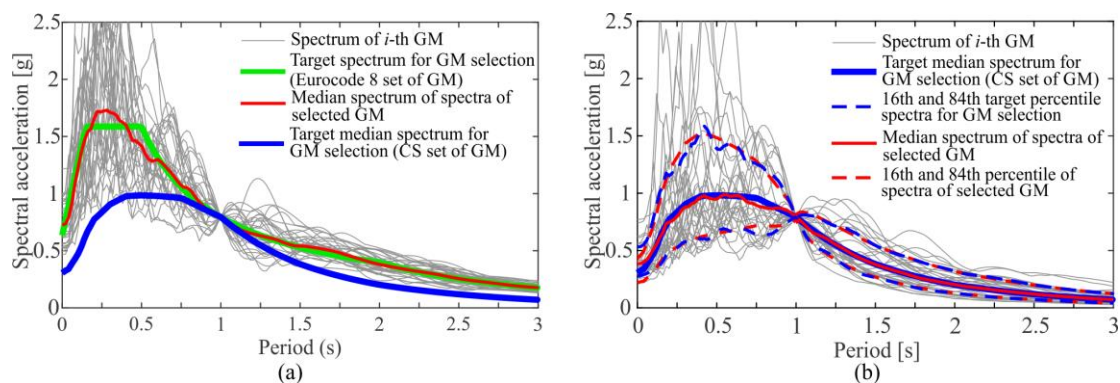 (a)
2.5
2
1.5
1
0.5
0
Spectral acceleration [g]
Spectrum of i-th GM
Target spectrum for GM selection
(Eurocode 8 set of GM)
Median spectrum of spectra of
selected GM
Target median spectrum for
GM selection (CS set of GM)
0 0.5 1 1.5 2 2.5 3
Period (s)
(a)
(b)
2.5
2
1.5
1
0.5
0
Spectral acceleration [g]
Spectrum of i-th GM
Target median spectrum for
GM selection (CS set of GM)
16th and 84th target percentile
spectra for GM selection
Median spectrum of spectra of
selected GM
16th and 84th percentile of
spectra of selected GM
0 0.5 1 1.5 2 2.5 3
Period [s]
(b)